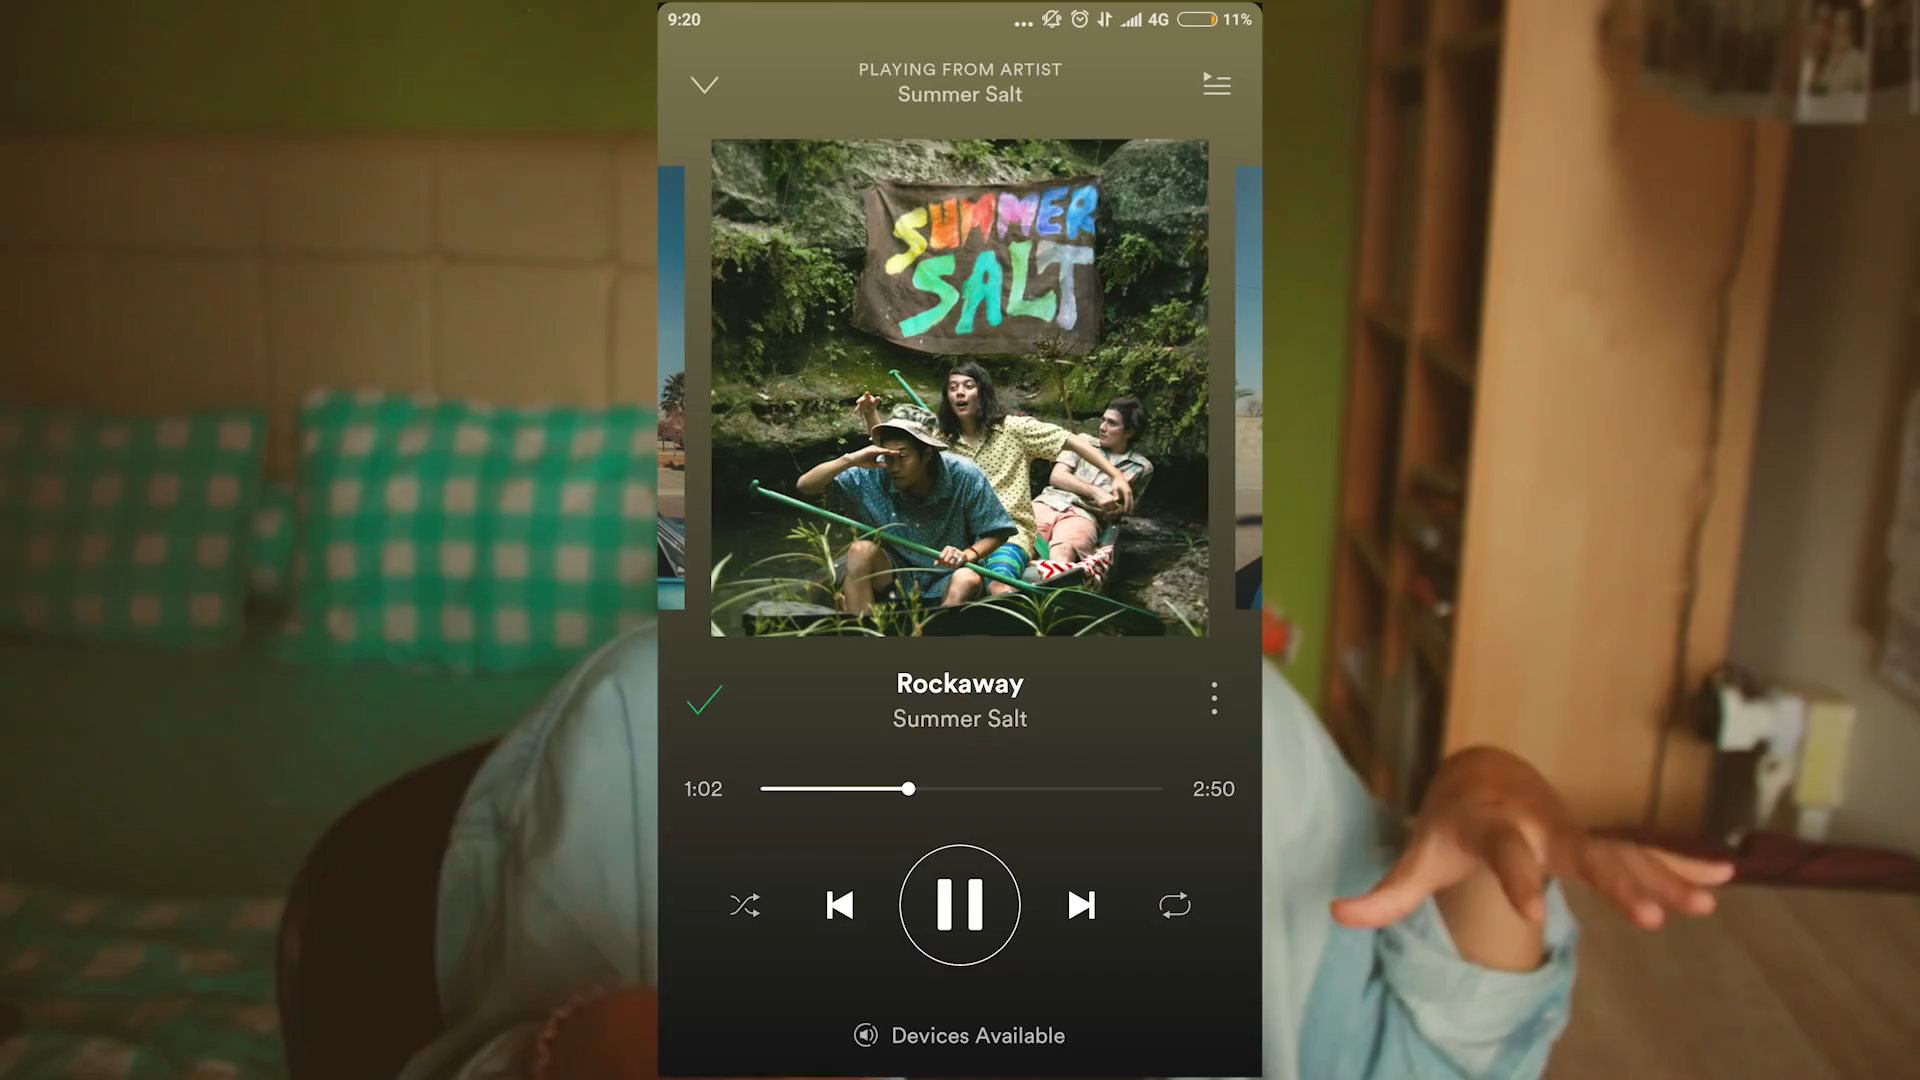 9:20
4G 11%
PLAYING FROM ARTIST
Summer Salt
SUMMER
SALT
Rockaway
Summer Salt
1:02
2:50
Devices Available